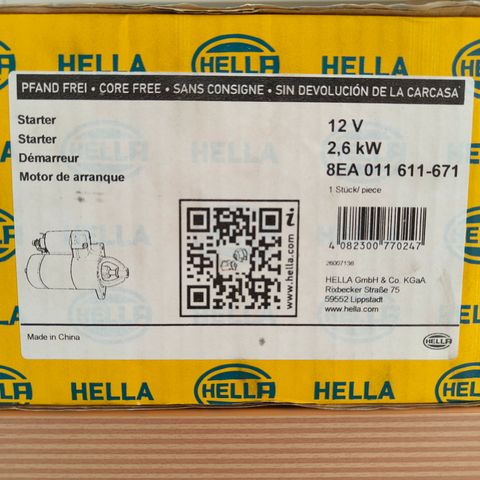 HELLA
PFAND FREI • CORE FREE • SANS CONSIGNE • SIN DEVOLUCIÓN DE LA CARCASA
Starter
Starter
Démarreur
Motor de arranque
12 V
2,6 kW
8EA 011 611-671
1 Stück/ piece
i
www.hella.com
4 082300 770247
26007136
HELLA GmbH & Co. KGaA
Rixbecker Straße 75
59552 Lippstadt
www.hella.com
Made in China
HELLA
HELLA HELLA HELLA HELLA